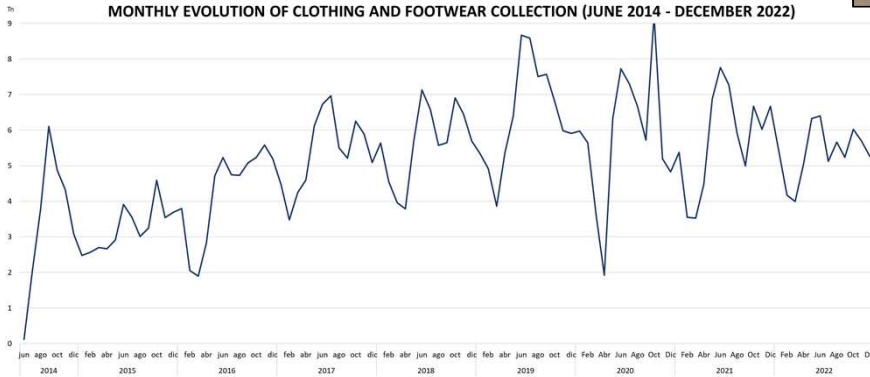 Tn
MONTHLY EVOLUTION OF CLOTHING AND FOOTWEAR COLLECTION (JUNE 2014 - DECEMBER 2022)
9
8
7
6
5
4
3
2
1
0
jun ago oct dic feb abr jun ago oct dic feb abr jun ago oct dic feb abr jun ago oct dic feb abr jun ago oct dic feb abr jun ago oct dic Feb Abr Jun Ago Oct Dic Feb Abr Jun Ago Oct Dic Feb Abr Jun Ago Oct D
2014 2015 2016 2017 2018 2019 2020 2021 2022